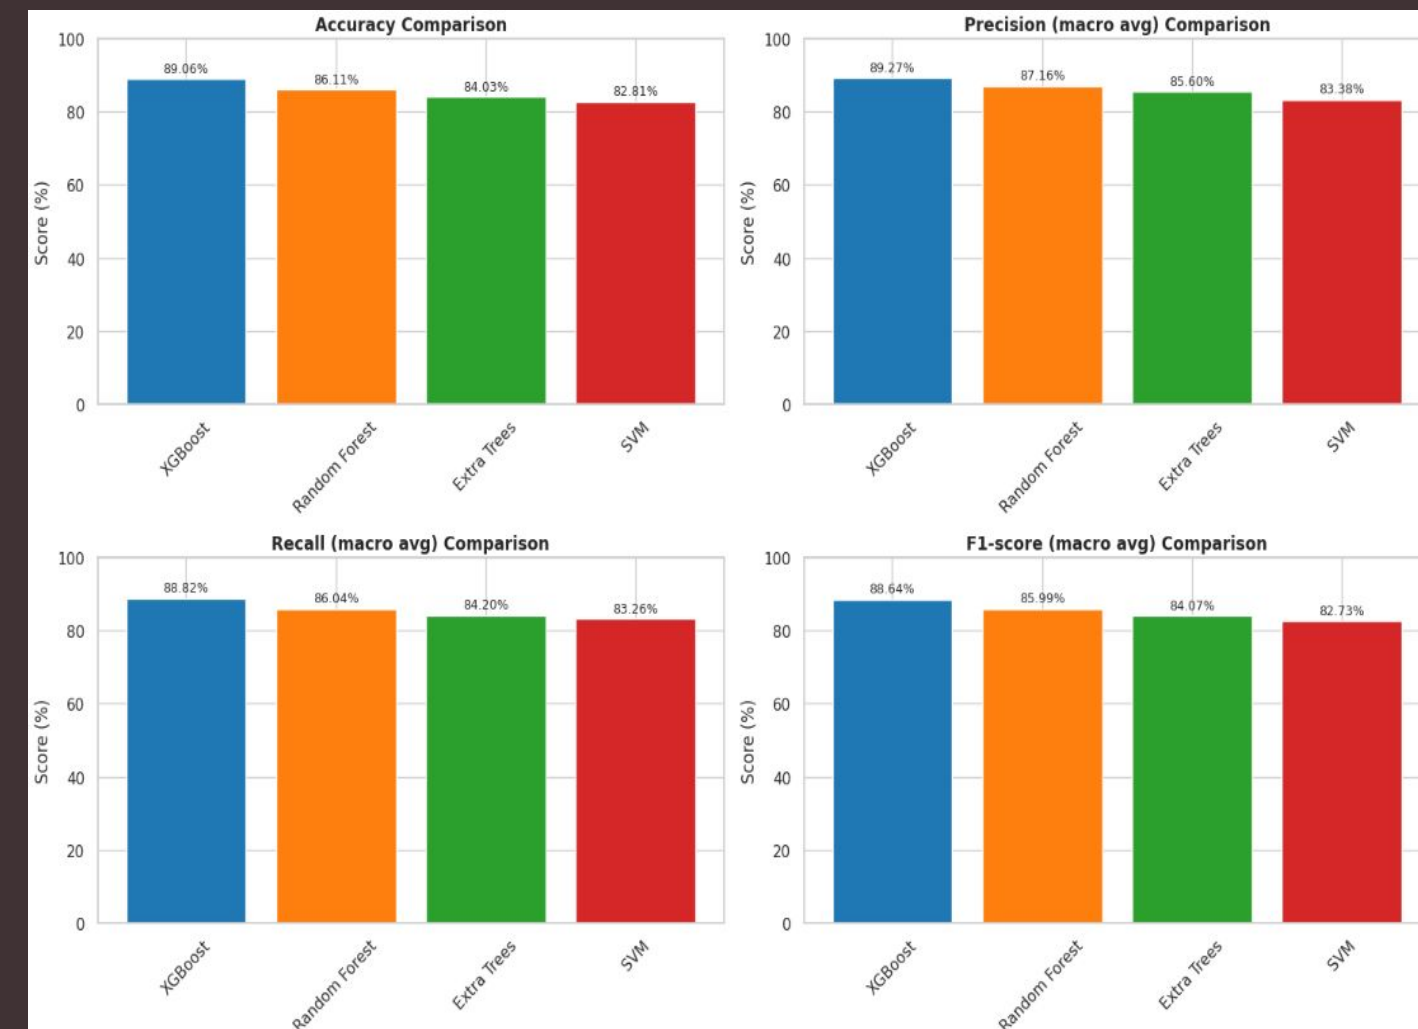 Accuracy Comparison
100
80
60
40
20
0
Score (%)
89.06%
86.11%
84.03%
82.81%
XGBoost
Random Forest
Extra Trees
SVM
Precision (macro avg) Comparison
100
80
60
40
20
0
Score (%)
89.27%
87.16%
85.60%
83.38%
XGBoost
Random Forest
Extra Trees
SVM
Recall (macro avg) Comparison
100
80
60
40
20
0
Score (%)
88.82%
86.04%
84.20%
83.26%
XGBoost
Random Forest
Extra Trees
SVM
F1-score (macro avg) Comparison
100
80
60
40
20
0
Score (%)
88.64%
85.99%
84.07%
82.73%
XGBoost
Random Forest
Extra Trees
SVM